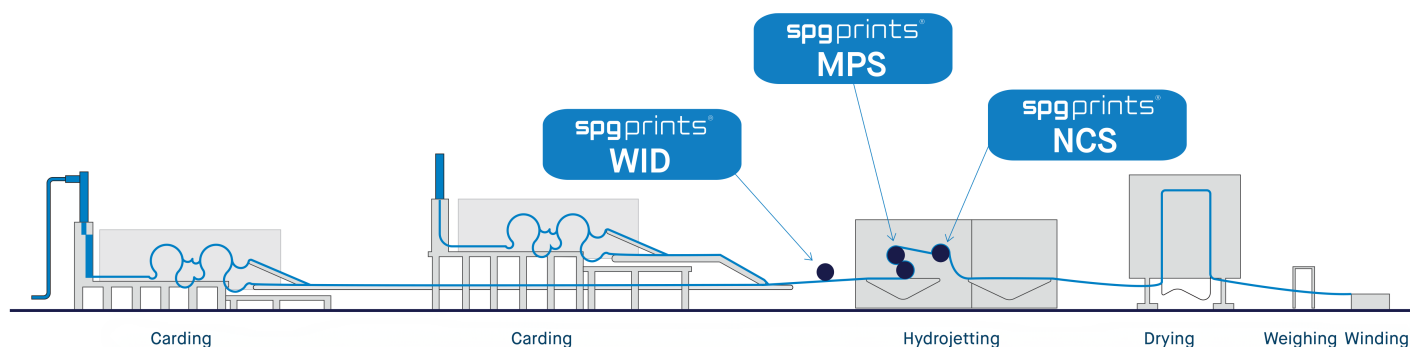 spgprints®
MPS
spgprints®
NCS
spgprints®
WID
Carding
Carding
Hydrojetting
Drying
Weighing
Winding